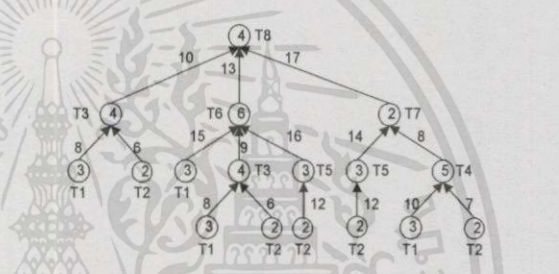 4 T8
10 13 17
T3 4 T6 6 2 T7
8 6 15 9 16 14 8
3 2 3 4 3 T5 3 T5 5 T4
T1 T2 T1 T3
8 6 12 12 10 7
3 2 2 2 3 2
T1 T2 T2 T2 T1 T2